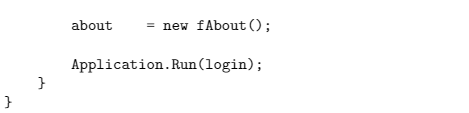 about    = new fAbout();
Application.Run(login);
}
}